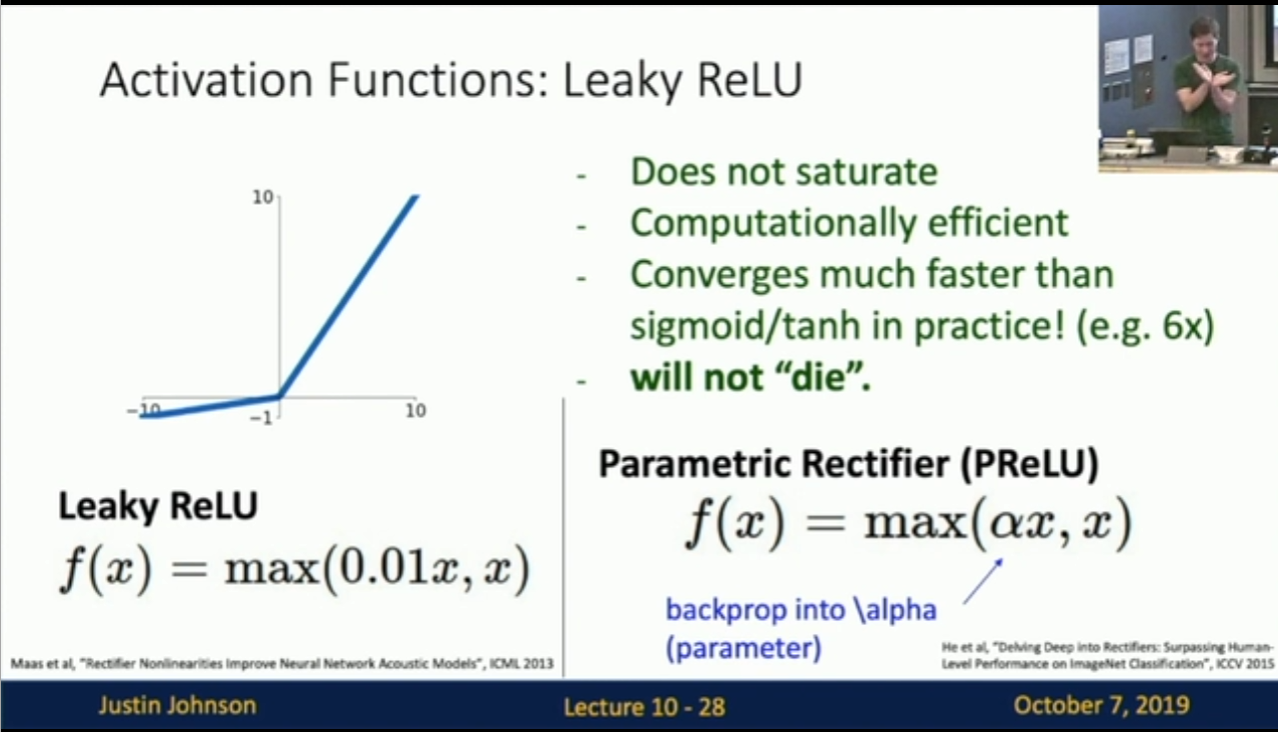 Activation Functions: Leaky ReLU
10
−10
−1
10
- Does not saturate
- Computationally efficient
- Converges much faster than
sigmoid/tanh in practice! (e.g. 6x)
- will not “die”.
Leaky ReLU
f(x) = max(0.01x, x)
Parametric Rectifier (PReLU)
f(x) = max(αx, x)
backprop into \alpha
(parameter)
Maas et al, "Rectifier Nonlinearities Improve Neural Network Acoustic Models", ICML 2013
He et al, "Delving Deep into Rectifiers: Surpassing Human-
Level Performance on ImageNet Classification", ICCV 2015
Justin Johnson
Lecture 10 - 28
October 7, 2019